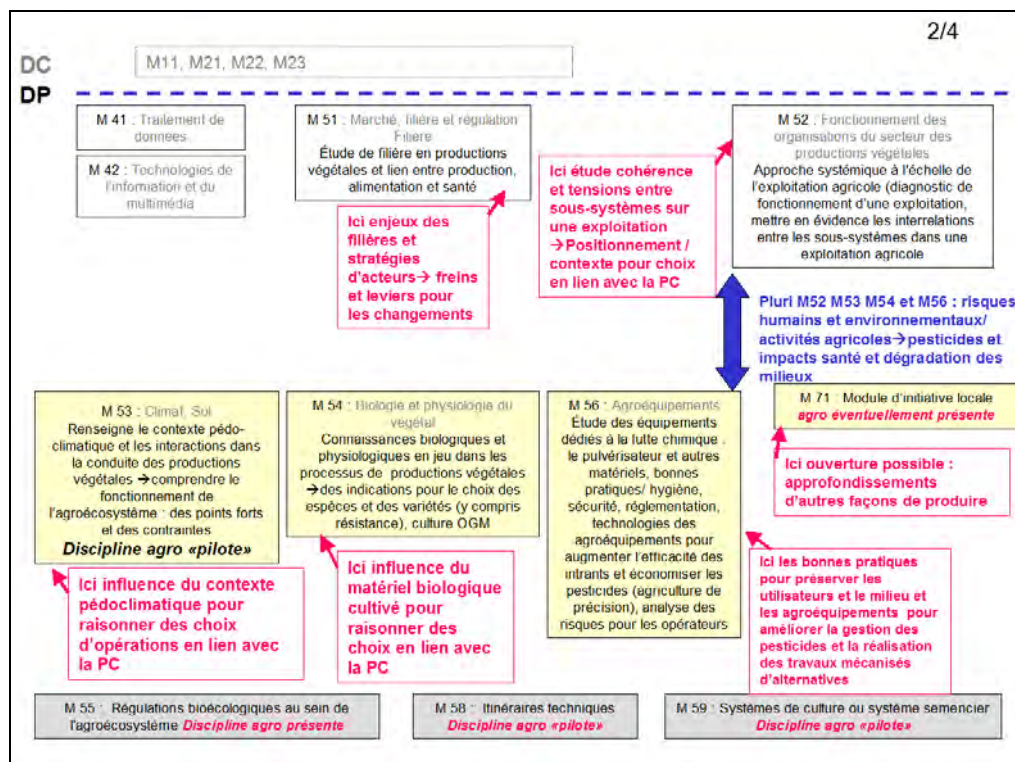 2/4
DC
M11, M21, M22, M23
DP
M 41 : Traitement de
données
M 42 : Technologies de
l'information et du
multimédia
M 51 : Marché, filière et régulation
Filière
Étude de filière en productions
végétales et lien entre production,
alimentation et santé
Ici enjeux des
filières et
stratégies
d'acteurs→ freins
et leviers pour
les changements
Ici étude cohérence
et tensions entre
sous-systèmes sur
une exploitation
→Positionnement /
contexte pour choix
en lien avec la PC
M 52 : Fonctionnement des
organisations du secteur des
productions végétales
Approche systémique à l'échelle de
l'exploitation agricole (diagnostic de
fonctionnement d'une exploitation,
mettre en évidence les interrelations
entre les sous-systèmes dans une
exploitation agricole
Pluri M52 M53 M54 et M56 : risques
humains et environnementaux/
activités agricoles→pesticides et
impacts santé et dégradation des
milieux
M 53 : Climat, Sol
Renseigne le contexte pédo-
climatique et les interactions dans
la conduite des productions
végétales →comprendre le
fonctionnement de
l'agroécosystème : des points forts
et des contraintes
Discipline agro «pilote»
Ici influence du contexte
pédoclimatique pour
raisonner des choix
d'opérations en lien avec
la PC
M 54 : Biologie et physiologie du
végétal
Connaissances biologiques et
physiologiques en jeu dans les
processus de productions végétales
→des indications pour le choix des
espèces et des variétés (y compris
résistance), culture OGM
Ici influence du
matériel biologique
cultivé pour
raisonner des
choix en lien avec
la PC
M 56 : Agroéquipements
Étude des équipements
dédiés à la lutte chimique :
le pulvérisateur et autres
matériels, bonnes
pratiques/ hygiène,
sécurité, réglementation,
technologies des
agroéquipements pour
augmenter l'efficacité des
intrants et économiser les
pesticides (agriculture de
précision), analyse des
risques pour les opérateurs
M 71 : Module d'initiative locale
agro éventuellement présente
Ici ouverture possible :
approfondissements
d'autres façons de produire
Ici les bonnes pratiques
pour préserver les
utilisateurs et le milieu et
les agroéquipements pour
améliorer la gestion des
pesticides et la réalisation
des travaux mécanisés
d'alternatives
M 55 : Régulations bioécologiques au sein de
l'agroécosystème Discipline agro présente
M 58 : Itinéraires techniques
Discipline agro «pilote»
M 59 : Systèmes de culture ou système semencier
Discipline agro «pilote»